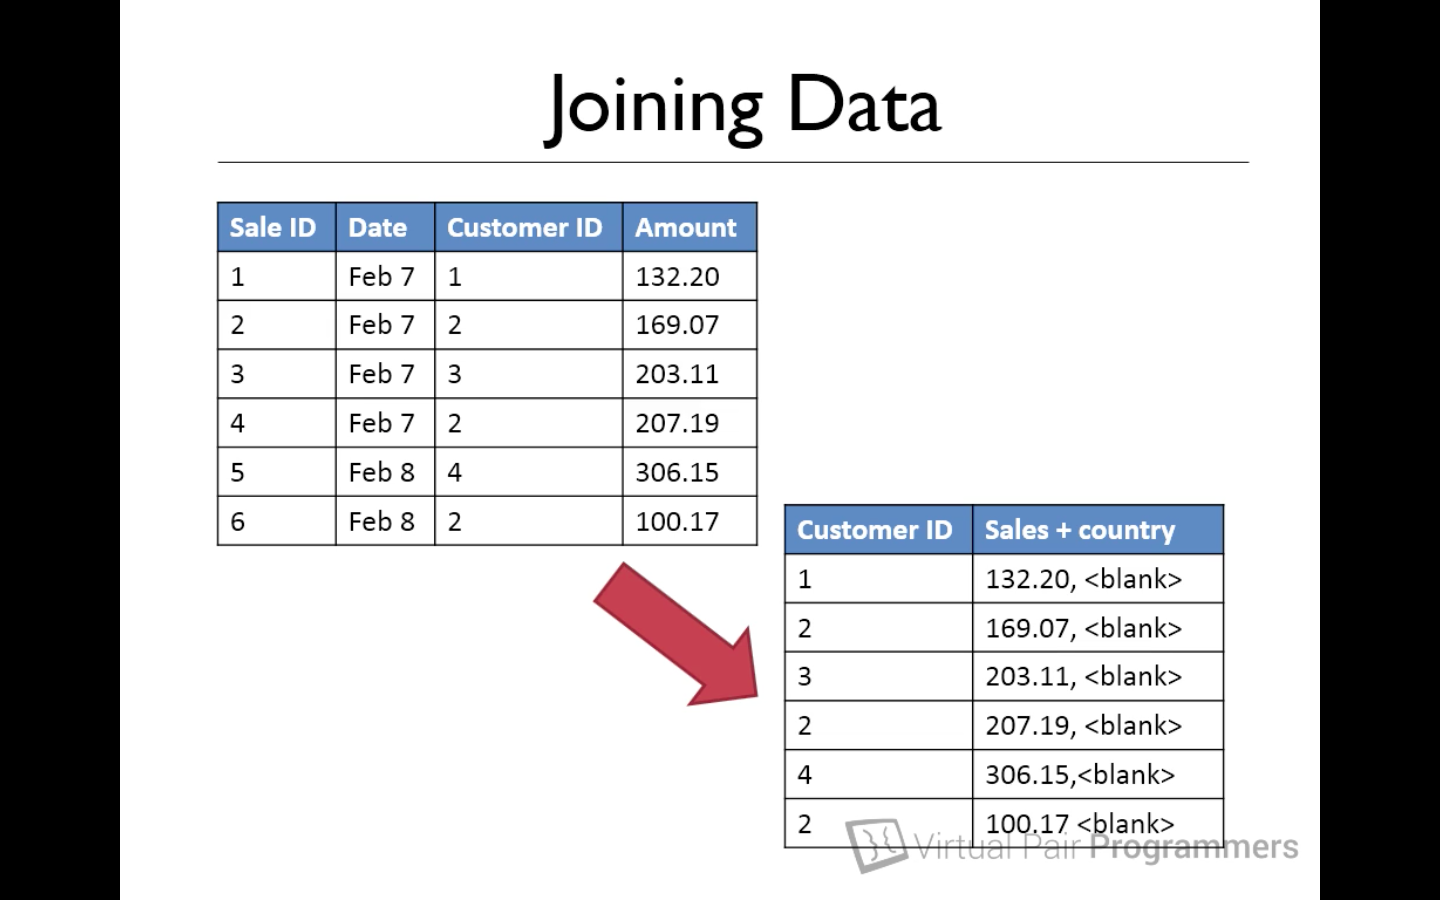 Joining Data
Sale ID Date Customer ID Amount
1 Feb 7 1 132.20
2 Feb 7 2 169.07
3 Feb 7 3 203.11
4 Feb 7 2 207.19
5 Feb 8 4 306.15
6 Feb 8 2 100.17
Customer ID Sales + country
1 132.20, <blank>
2 169.07, <blank>
3 203.11, <blank>
2 207.19, <blank>
4 306.15,<blank>
2 100.17 <blank>
Virtual Pair Programmers